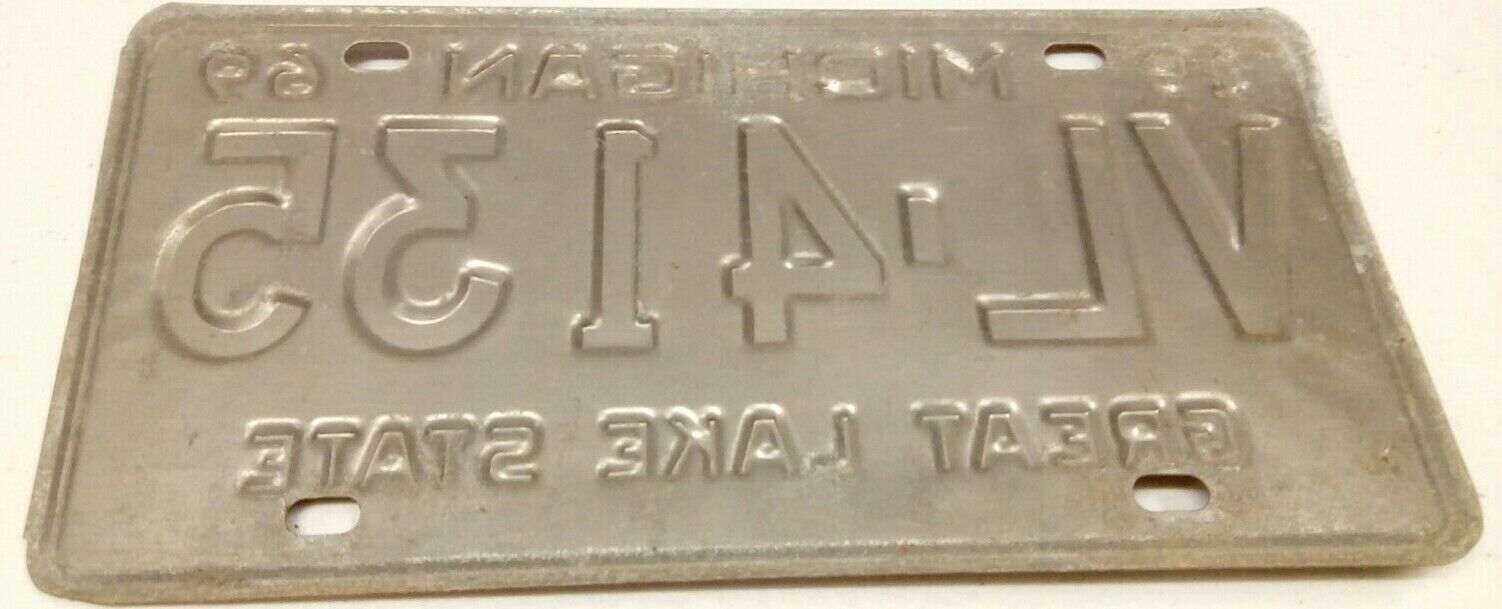 19 MICHIGAN 69
VL-4135
GREAT LAKE STATE